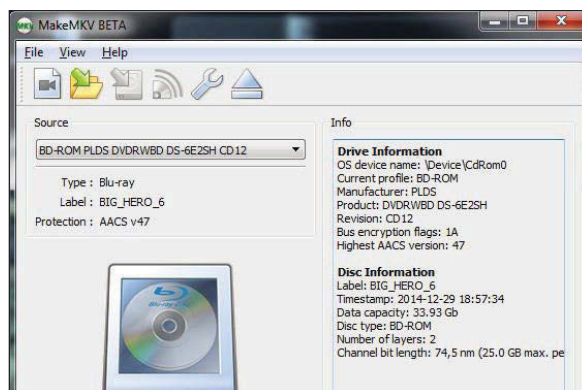 MakeMKV BETA
File View Help
Source
BD-ROM PLDS DVDRWBD DS-6E2SH CD12
Type : Blu-ray
Label : BIG_HERO_6
Protection : AACS v47
Info
Drive Information
OS device name: \Device\CdRom0
Current profile: BD-ROM
Manufacturer: PLDS
Product: DVDRWBD DS-6E2SH
Revision: CD12
Bus encryption flags: 1A
Highest AACS version: 47
Disc Information
Label: BIG_HERO_6
Timestamp: 2014-12-29 18:57:34
Data capacity: 33.93 Gb
Disc type: BD-ROM
Number of layers: 2
Channel bit length: 74,5 nm (25.0 GB max. pe